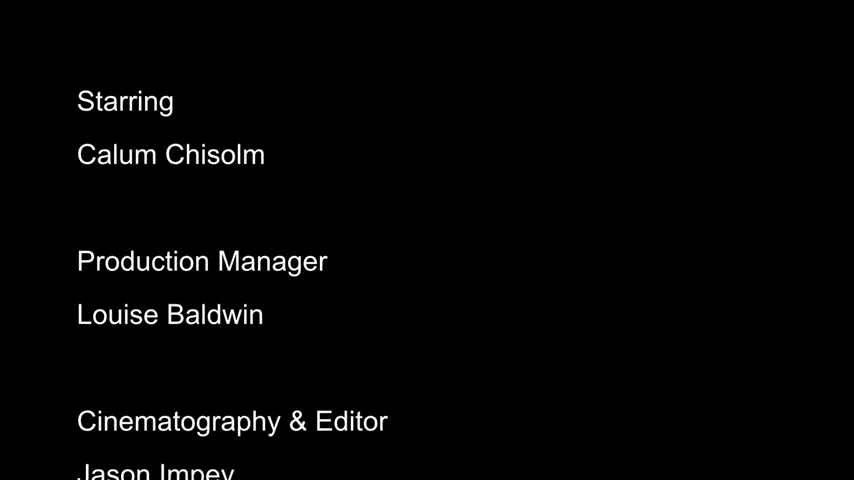 Starring
Calum Chisolm
Production Manager
Louise Baldwin
Cinematography & Editor
Jason Impey